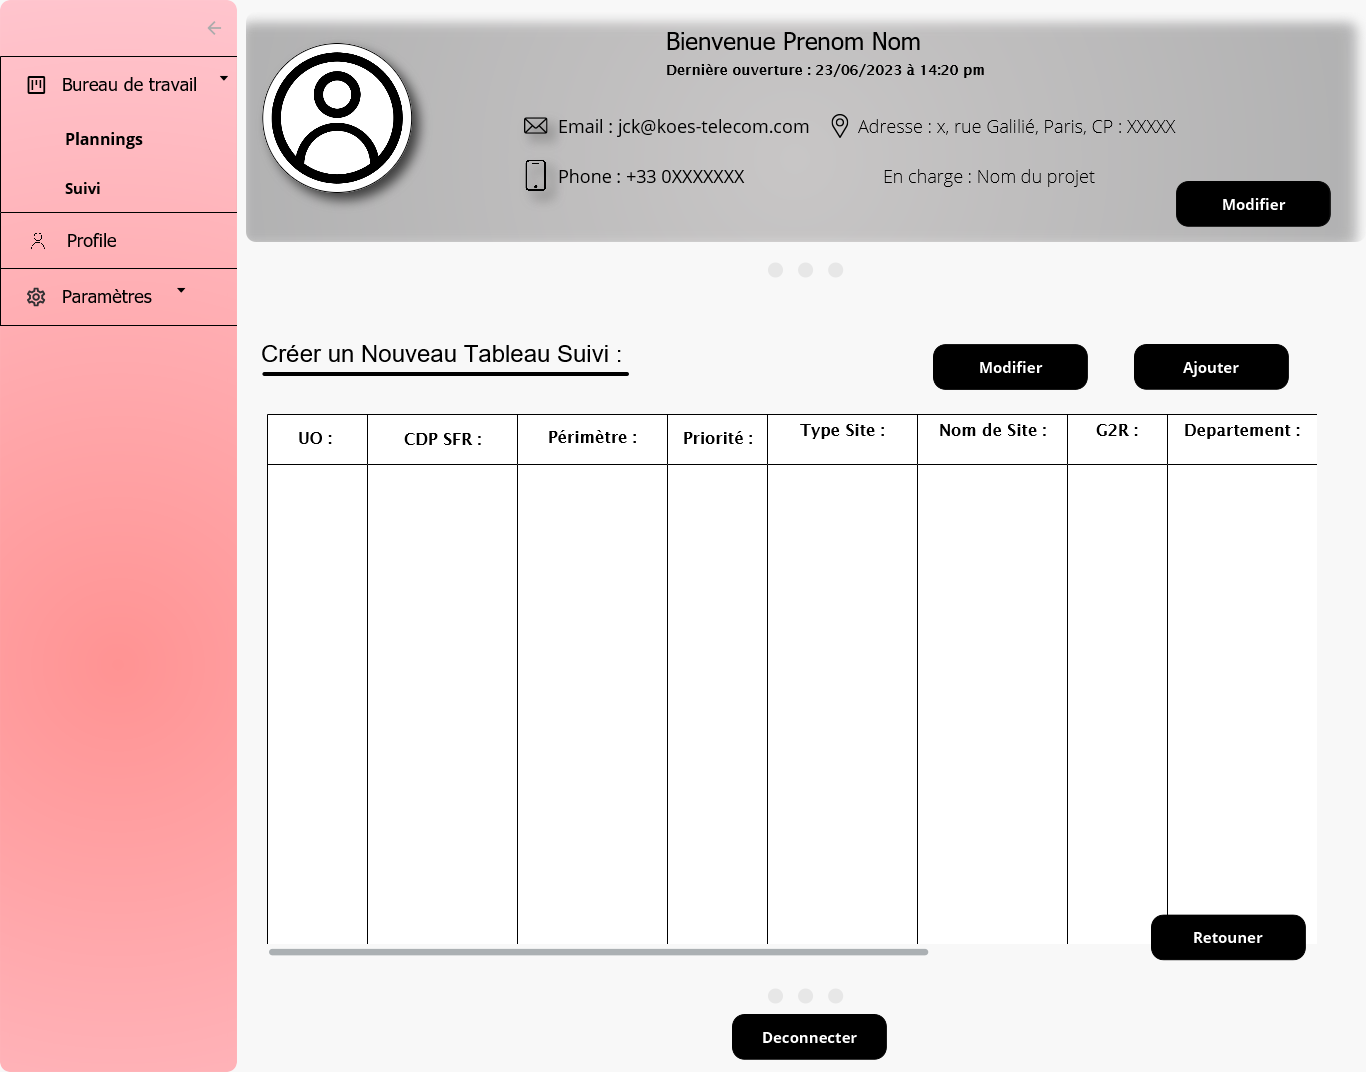 Bureau de travail
Plannings
Suivi
Profile
Paramètres
Bienvenue Prenom Nom
Dernière ouverture : 23/06/2023 à 14:20 pm
Email : jck@koes-telecom.com
Adresse : x, rue Galilié, Paris, CP : XXXXX
Phone : +33 0XXXXXXX
En charge : Nom du projet
Modifier
Créer un Nouveau Tableau Suivi :
Modifier
Ajouter
UO :
CDP SFR :
Périmètre :
Priorité :
Type Site :
Nom de Site :
G2R :
Departement :
Retouner
Deconnecter